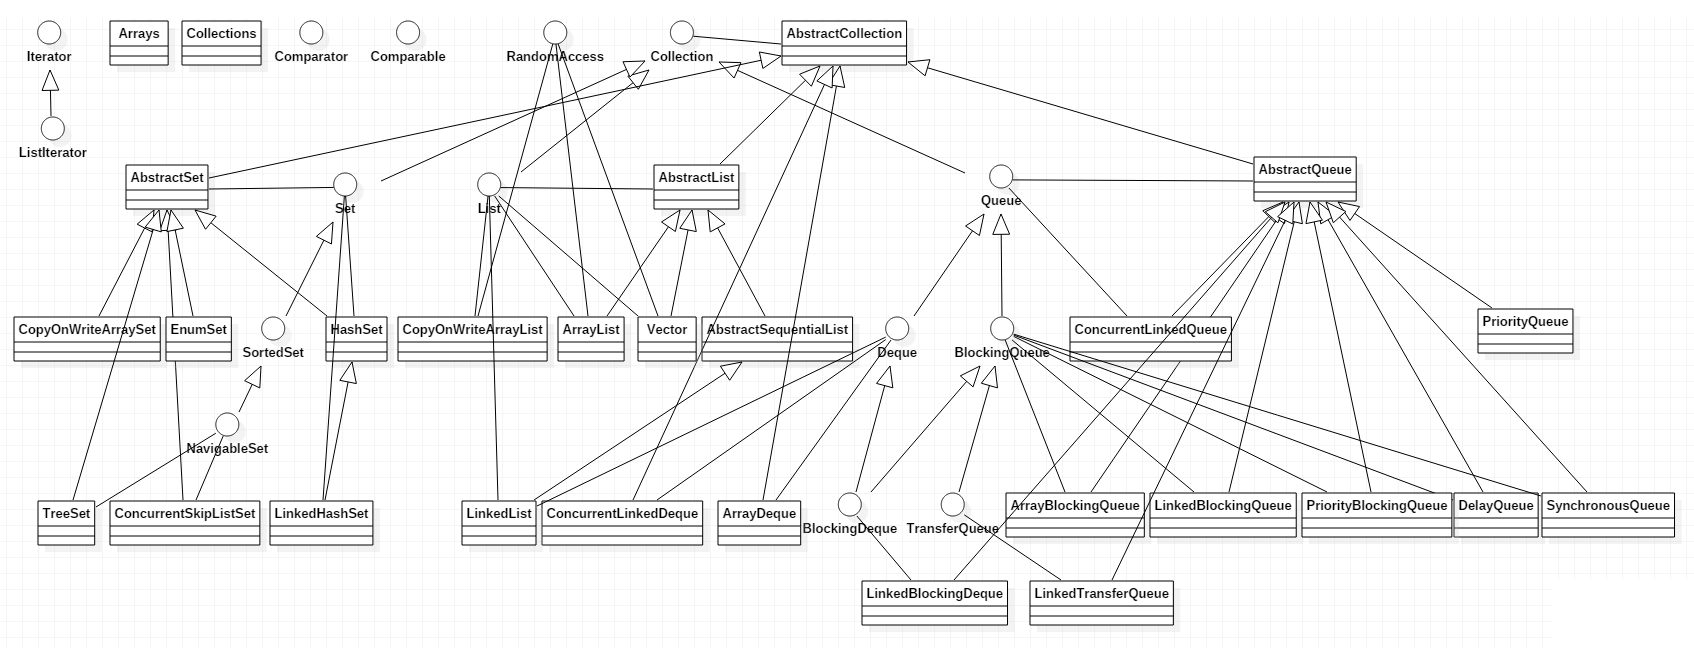 Iterator
Arrays
Collections
Comparator
Comparable
RandomAccess
Collection
AbstractCollection
ListIterator
AbstractSet
Set
List
AbstractList
Queue
AbstractQueue
CopyOnWriteArraySet
EnumSet
SortedSet
HashSet
CopyOnWriteArrayList
ArrayList
Vector
AbstractSequentialList
Deque
BlockingQueue
ConcurrentLinkedQueue
PriorityQueue
NavigableSet
TreeSet
ConcurrentSkipListSet
LinkedHashSet
LinkedList
ConcurrentLinkedDeque
ArrayDeque
BlockingDeque
TransferQueue
ArrayBlockingQueue
LinkedBlockingQueue
PriorityBlockingQueue
DelayQueue
SynchronousQueue
LinkedBlockingDeque
LinkedTransferQueue